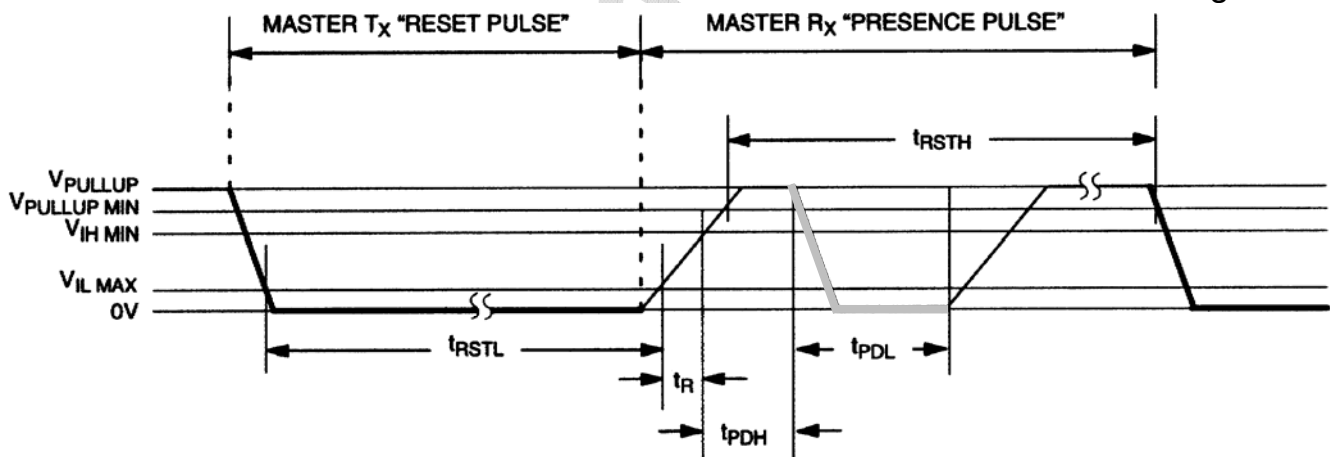 MASTER TX "RESET PULSE" MASTER RX "PRESENCE PULSE"
tRSTH
VPULLUP
VPULLUP MIN
VIH MIN
VIL MAX
0V
tRSTL
tPDL
tR
tPDH